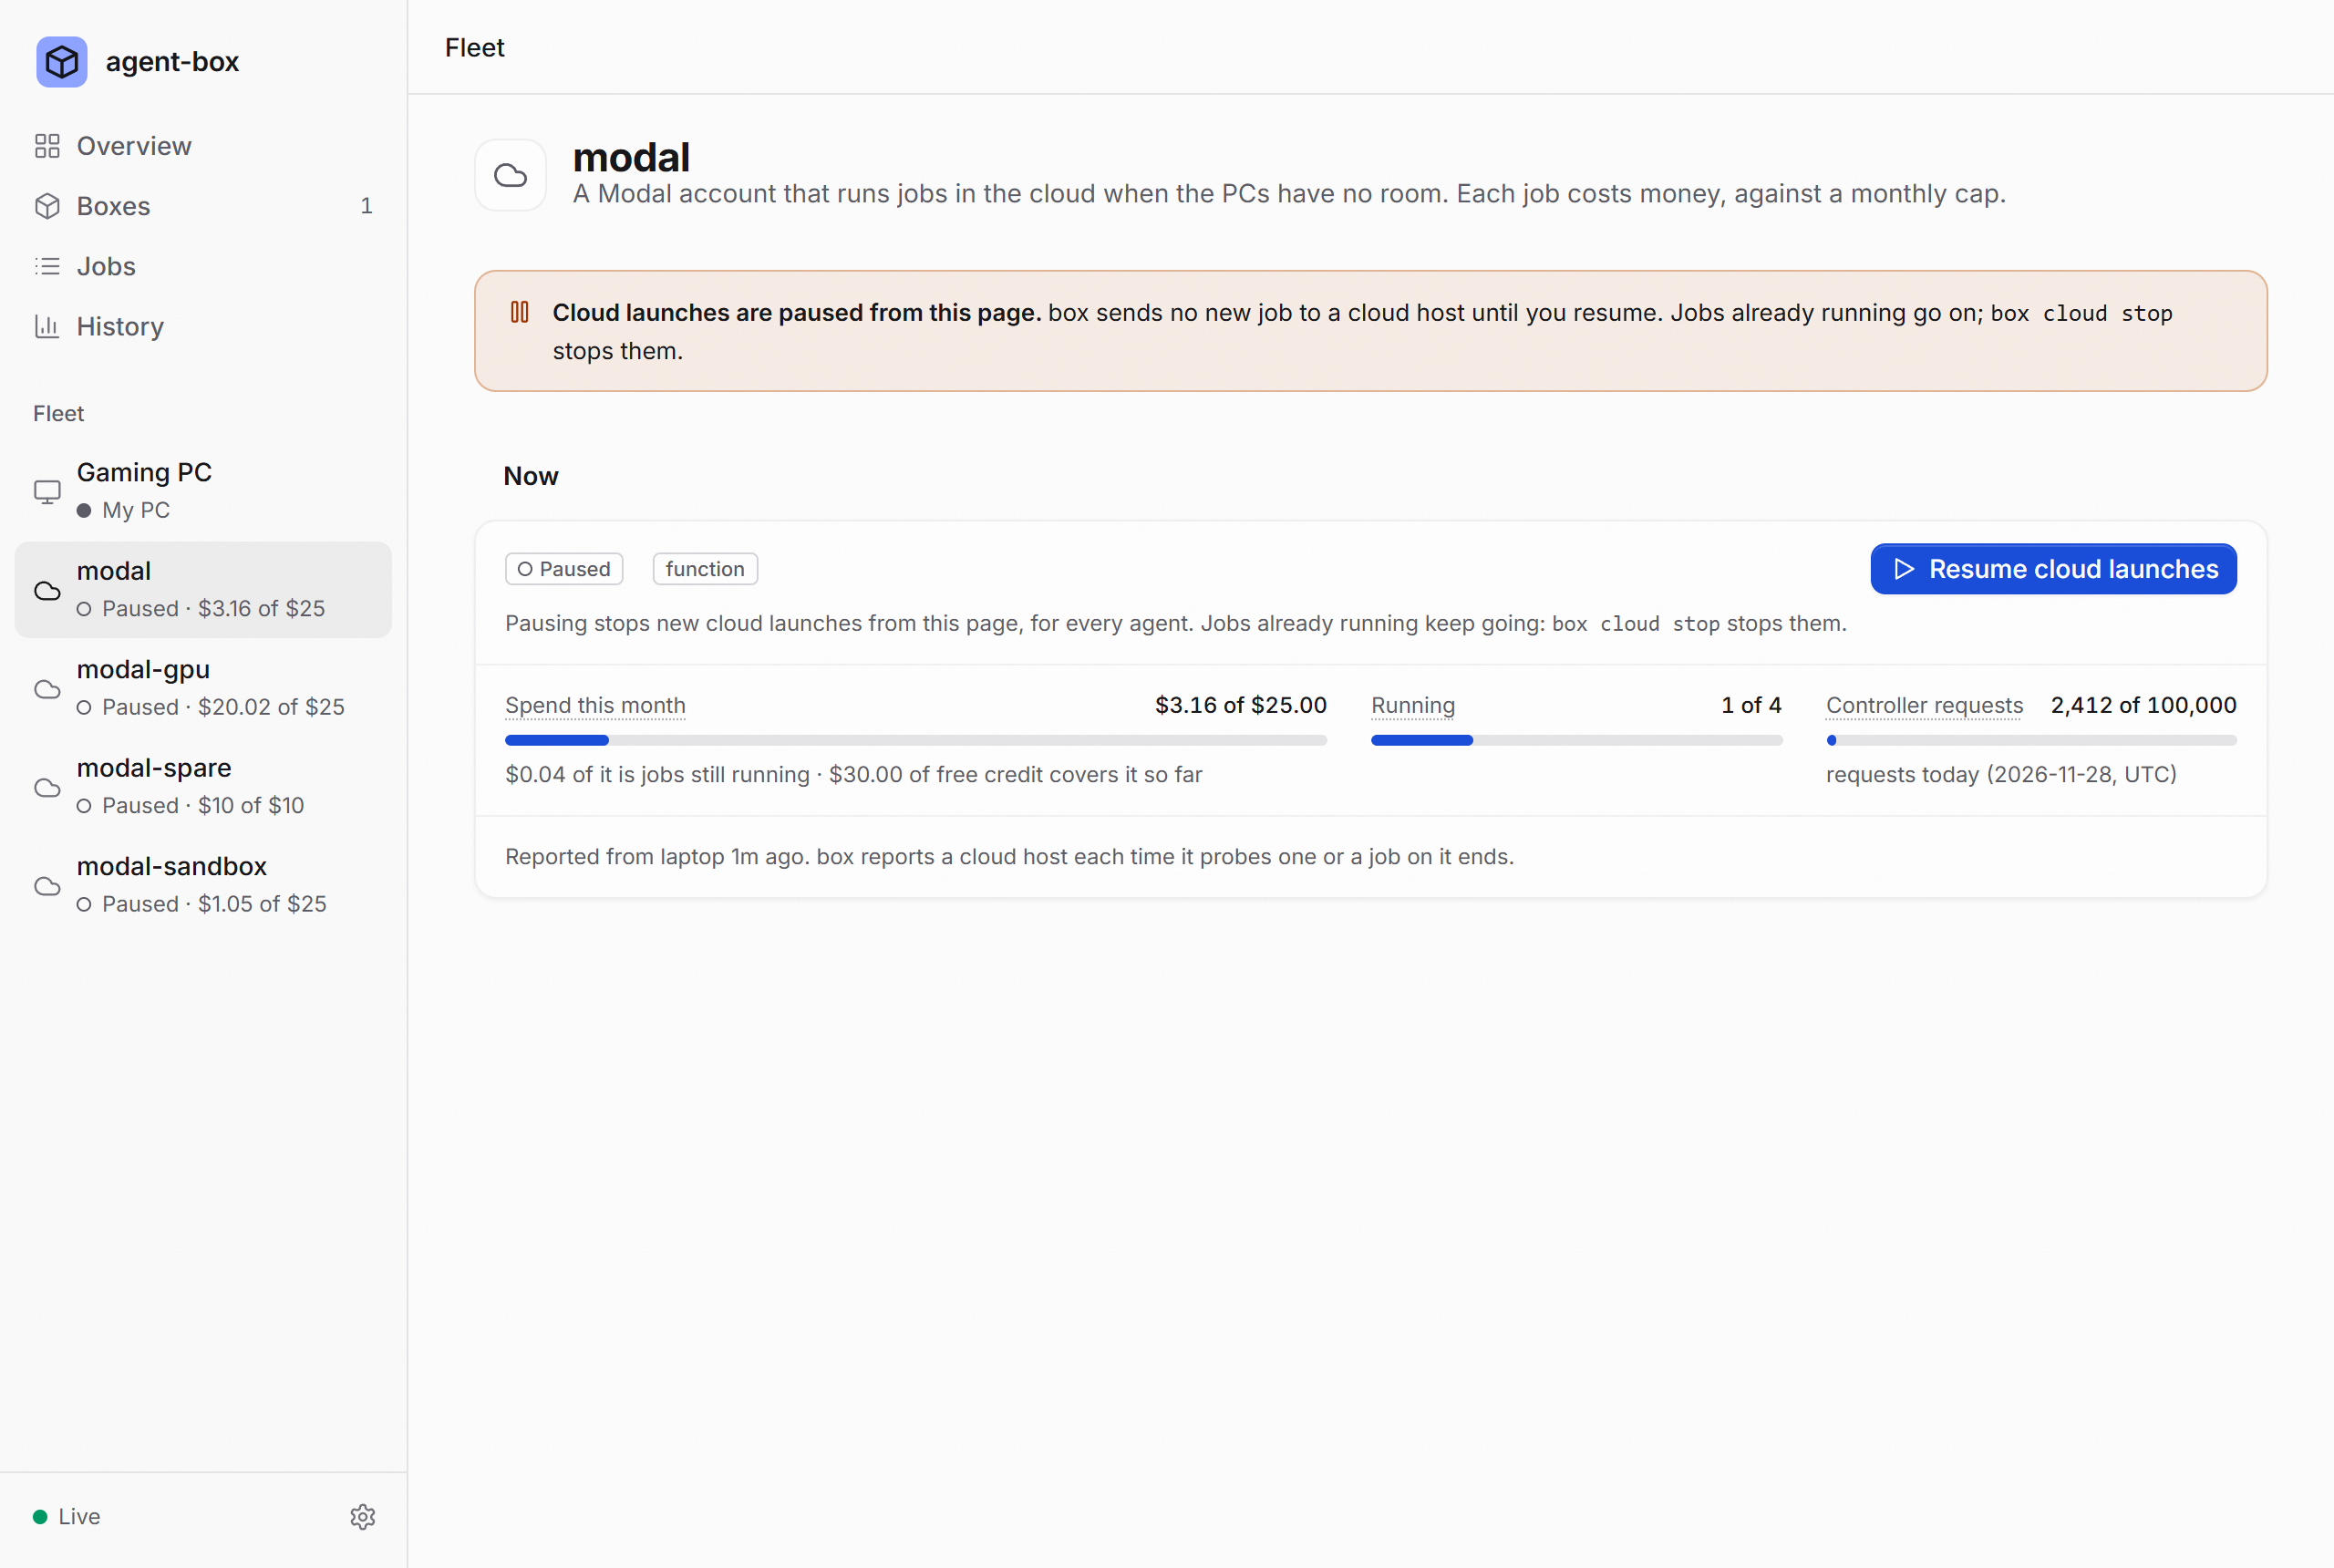 agent-box
Overview
Boxes 1
Jobs
History
Fleet
Gaming PC
My PC
modal
Paused · $3.16 of $25
modal-gpu
Paused · $20.02 of $25
modal-spare
Paused · $10 of $10
modal-sandbox
Paused · $1.05 of $25
Live
Fleet
modal
A Modal account that runs jobs in the cloud when the PCs have no room. Each job costs money, against a monthly cap.
Cloud launches are paused from this page. box sends no new job to a cloud host until you resume. Jobs already running go on; box cloud stop
stops them.
Now
Paused function Resume cloud launches
Pausing stops new cloud launches from this page, for every agent. Jobs already running keep going: box cloud stop stops them.
Spend this month $3.16 of $25.00 Running 1 of 4 Controller requests 2,412 of 100,000
$0.04 of it is jobs still running · $30.00 of free credit covers it so far requests today (2026-11-28, UTC)
Reported from laptop 1m ago. box reports a cloud host each time it probes one or a job on it ends.